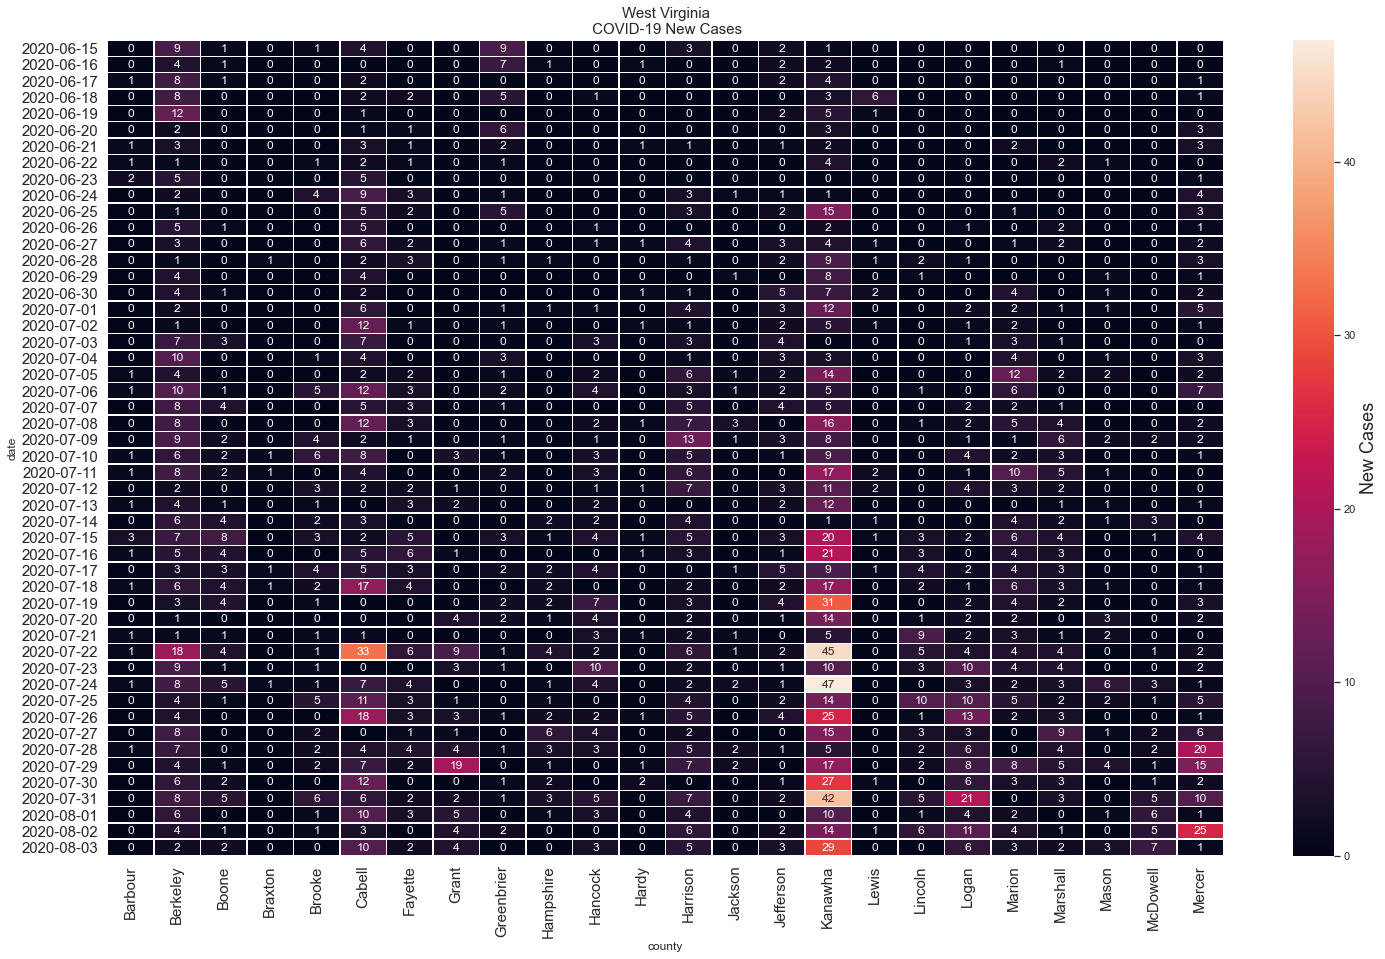 West Virginia
COVID-19 New Cases
2020-06-15 0 9 1 0 1 4 0 0 9 0 0 0 3 0 2 1 0 0 0 0 0 0 0 0
2020-06-16 0 4 1 0 0 0 0 0 7 1 0 1 0 0 2 2 0 0 0 0 1 0 0 0
2020-06-17 1 8 1 0 0 2 0 0 0 0 0 0 0 0 2 4 0 0 0 0 0 0 0 1
2020-06-18 0 8 0 0 0 2 2 0 5 0 1 0 0 0 0 3 6 0 0 0 0 0 0 1
2020-06-19 0 12 0 0 0 1 0 0 0 0 0 0 0 0 2 5 1 0 0 0 0 0 0 0
2020-06-20 0 2 0 0 0 1 1 0 6 0 0 0 0 0 0 3 0 0 0 0 0 0 0 3
2020-06-21 1 3 0 0 0 3 1 0 2 0 0 1 1 0 1 2 0 0 0 2 0 0 0 3
2020-06-22 1 1 0 0 1 2 1 0 1 0 0 0 0 0 0 4 0 0 0 0 2 1 0 0
2020-06-23 2 5 0 0 0 5 0 0 0 0 0 0 0 0 0 0 0 0 0 0 0 0 0 1
2020-06-24 0 2 0 0 4 9 3 0 1 0 0 0 3 1 1 1 0 0 0 0 0 0 0 4
2020-06-25 0 1 0 0 0 5 2 0 5 0 0 0 3 0 2 15 0 0 0 1 0 0 0 3
2020-06-26 0 5 1 0 0 5 0 0 0 0 1 0 0 0 0 2 0 0 1 0 2 0 0 1
2020-06-27 0 3 0 0 0 6 2 0 1 0 1 1 4 0 3 4 1 0 0 1 2 0 0 2
2020-06-28 0 1 0 1 0 2 3 0 1 1 0 0 1 0 2 9 1 2 1 0 0 0 0 3
2020-06-29 0 4 0 0 0 4 0 0 0 0 0 0 0 1 0 8 0 1 0 0 0 1 0 1
2020-06-30 0 4 1 0 0 2 0 0 0 0 0 1 1 0 5 7 2 0 0 4 0 1 0 2
2020-07-01 0 2 0 0 0 6 0 0 1 1 1 0 4 0 3 12 0 0 2 2 1 1 0 5
2020-07-02 0 1 0 0 0 12 1 0 1 0 0 1 1 0 2 5 1 0 1 2 0 0 0 1
2020-07-03 0 7 3 0 0 7 0 0 0 0 3 0 3 0 4 0 0 0 1 3 1 0 0 0
2020-07-04 0 10 0 0 1 4 0 0 3 0 0 0 1 0 3 3 0 0 0 4 0 1 0 3
2020-07-05 1 4 0 0 0 2 2 0 1 0 2 0 6 1 2 14 0 0 0 12 2 2 0 2
2020-07-06 1 10 1 0 5 12 3 0 2 0 4 0 3 1 2 5 0 1 0 6 0 0 0 7
2020-07-07 0 8 4 0 0 5 3 0 1 0 0 0 5 0 4 5 0 0 2 2 1 0 0 0
2020-07-08 0 8 0 0 0 12 3 0 0 0 2 1 7 3 0 16 0 1 2 5 4 0 0 2
2020-07-09 0 9 2 0 4 2 1 0 1 0 1 0 13 1 3 8 0 0 1 1 6 2 2 2
2020-07-10 1 6 2 1 6 8 0 3 1 0 3 0 5 0 1 9 0 0 4 2 3 0 0 1
2020-07-11 1 8 2 1 0 4 0 0 2 0 3 0 6 0 0 17 2 0 1 10 5 1 0 0
2020-07-12 0 2 0 0 3 2 2 1 0 0 1 1 7 0 3 11 2 0 4 3 2 0 0 0
2020-07-13 1 4 1 0 1 0 3 2 0 0 2 0 0 0 2 12 0 0 0 0 1 1 0 1
2020-07-14 0 6 4 0 2 3 0 0 0 2 2 0 4 0 0 1 1 0 0 4 2 1 3 0
2020-07-15 3 7 8 0 3 2 5 0 3 1 4 1 5 0 3 20 1 3 2 6 4 0 1 4
2020-07-16 1 5 4 0 0 5 6 1 0 0 0 1 3 0 1 21 0 3 0 4 3 0 0 0
2020-07-17 0 3 3 1 4 5 3 0 2 2 4 0 2 1 5 9 1 4 2 4 3 0 0 1
2020-07-18 1 6 4 1 2 17 4 0 0 2 0 0 2 0 2 17 0 2 1 6 3 1 0 1
2020-07-19 0 3 4 0 1 0 0 0 2 2 7 0 3 0 4 31 0 0 2 4 2 0 0 3
2020-07-20 0 1 0 0 0 0 0 4 2 1 4 0 2 0 1 14 0 2 2 2 0 3 0 2
2020-07-21 1 1 1 0 1 1 0 0 0 0 3 1 2 1 0 5 0 9 2 3 1 2 0 0
2020-07-22 1 18 4 0 1 33 6 9 1 4 2 0 6 1 2 45 0 5 4 4 4 0 1 2
2020-07-23 0 9 1 0 1 0 0 3 1 0 10 0 2 0 1 10 0 3 10 4 4 0 0 2
2020-07-24 1 8 5 1 1 7 4 0 0 1 4 0 2 2 1 47 0 0 3 2 3 6 3 1
2020-07-25 0 4 1 0 5 11 3 1 0 1 0 0 4 0 2 14 0 10 10 5 2 2 1 5
2020-07-26 0 4 0 0 0 18 3 3 1 2 2 1 5 0 4 25 0 1 13 2 3 0 0 1
2020-07-27 0 8 0 0 2 0 1 1 0 6 4 0 2 0 0 15 0 3 3 0 9 1 2 6
2020-07-28 1 7 0 0 2 4 4 4 1 3 3 0 5 2 1 5 0 2 6 0 4 0 2 20
2020-07-29 0 4 1 0 2 7 2 19 0 1 0 1 7 2 0 17 0 2 8 8 5 4 1 15
2020-07-30 0 6 2 0 0 12 0 0 1 2 0 2 0 0 1 27 1 0 6 3 3 0 1 2
2020-07-31 0 8 5 0 6 6 2 2 1 3 5 0 7 0 2 42 0 5 21 0 3 0 5 10
2020-08-01 0 6 0 0 1 10 3 5 0 1 3 0 4 0 0 10 0 1 4 2 0 1 6 0
2020-08-02 0 4 1 0 1 3 0 4 2 0 0 0 6 0 0 14 1 6 11 4 1 0 5 25
2020-08-03 0 2 2 0 0 10 2 4 0 0 3 0 5 0 3 29 0 0 6 3 2 3 7 1
date
Barbour Berkeley Boone Braxton Brooke Cabell Fayette Grant Greenbrier Hampshire Hancock Hardy Harrison Jackson Jefferson Kanawha Lewis Lincoln Logan Marion Marshall Mason McDowell Mercer
county
40
30
20
10
0
New Cases